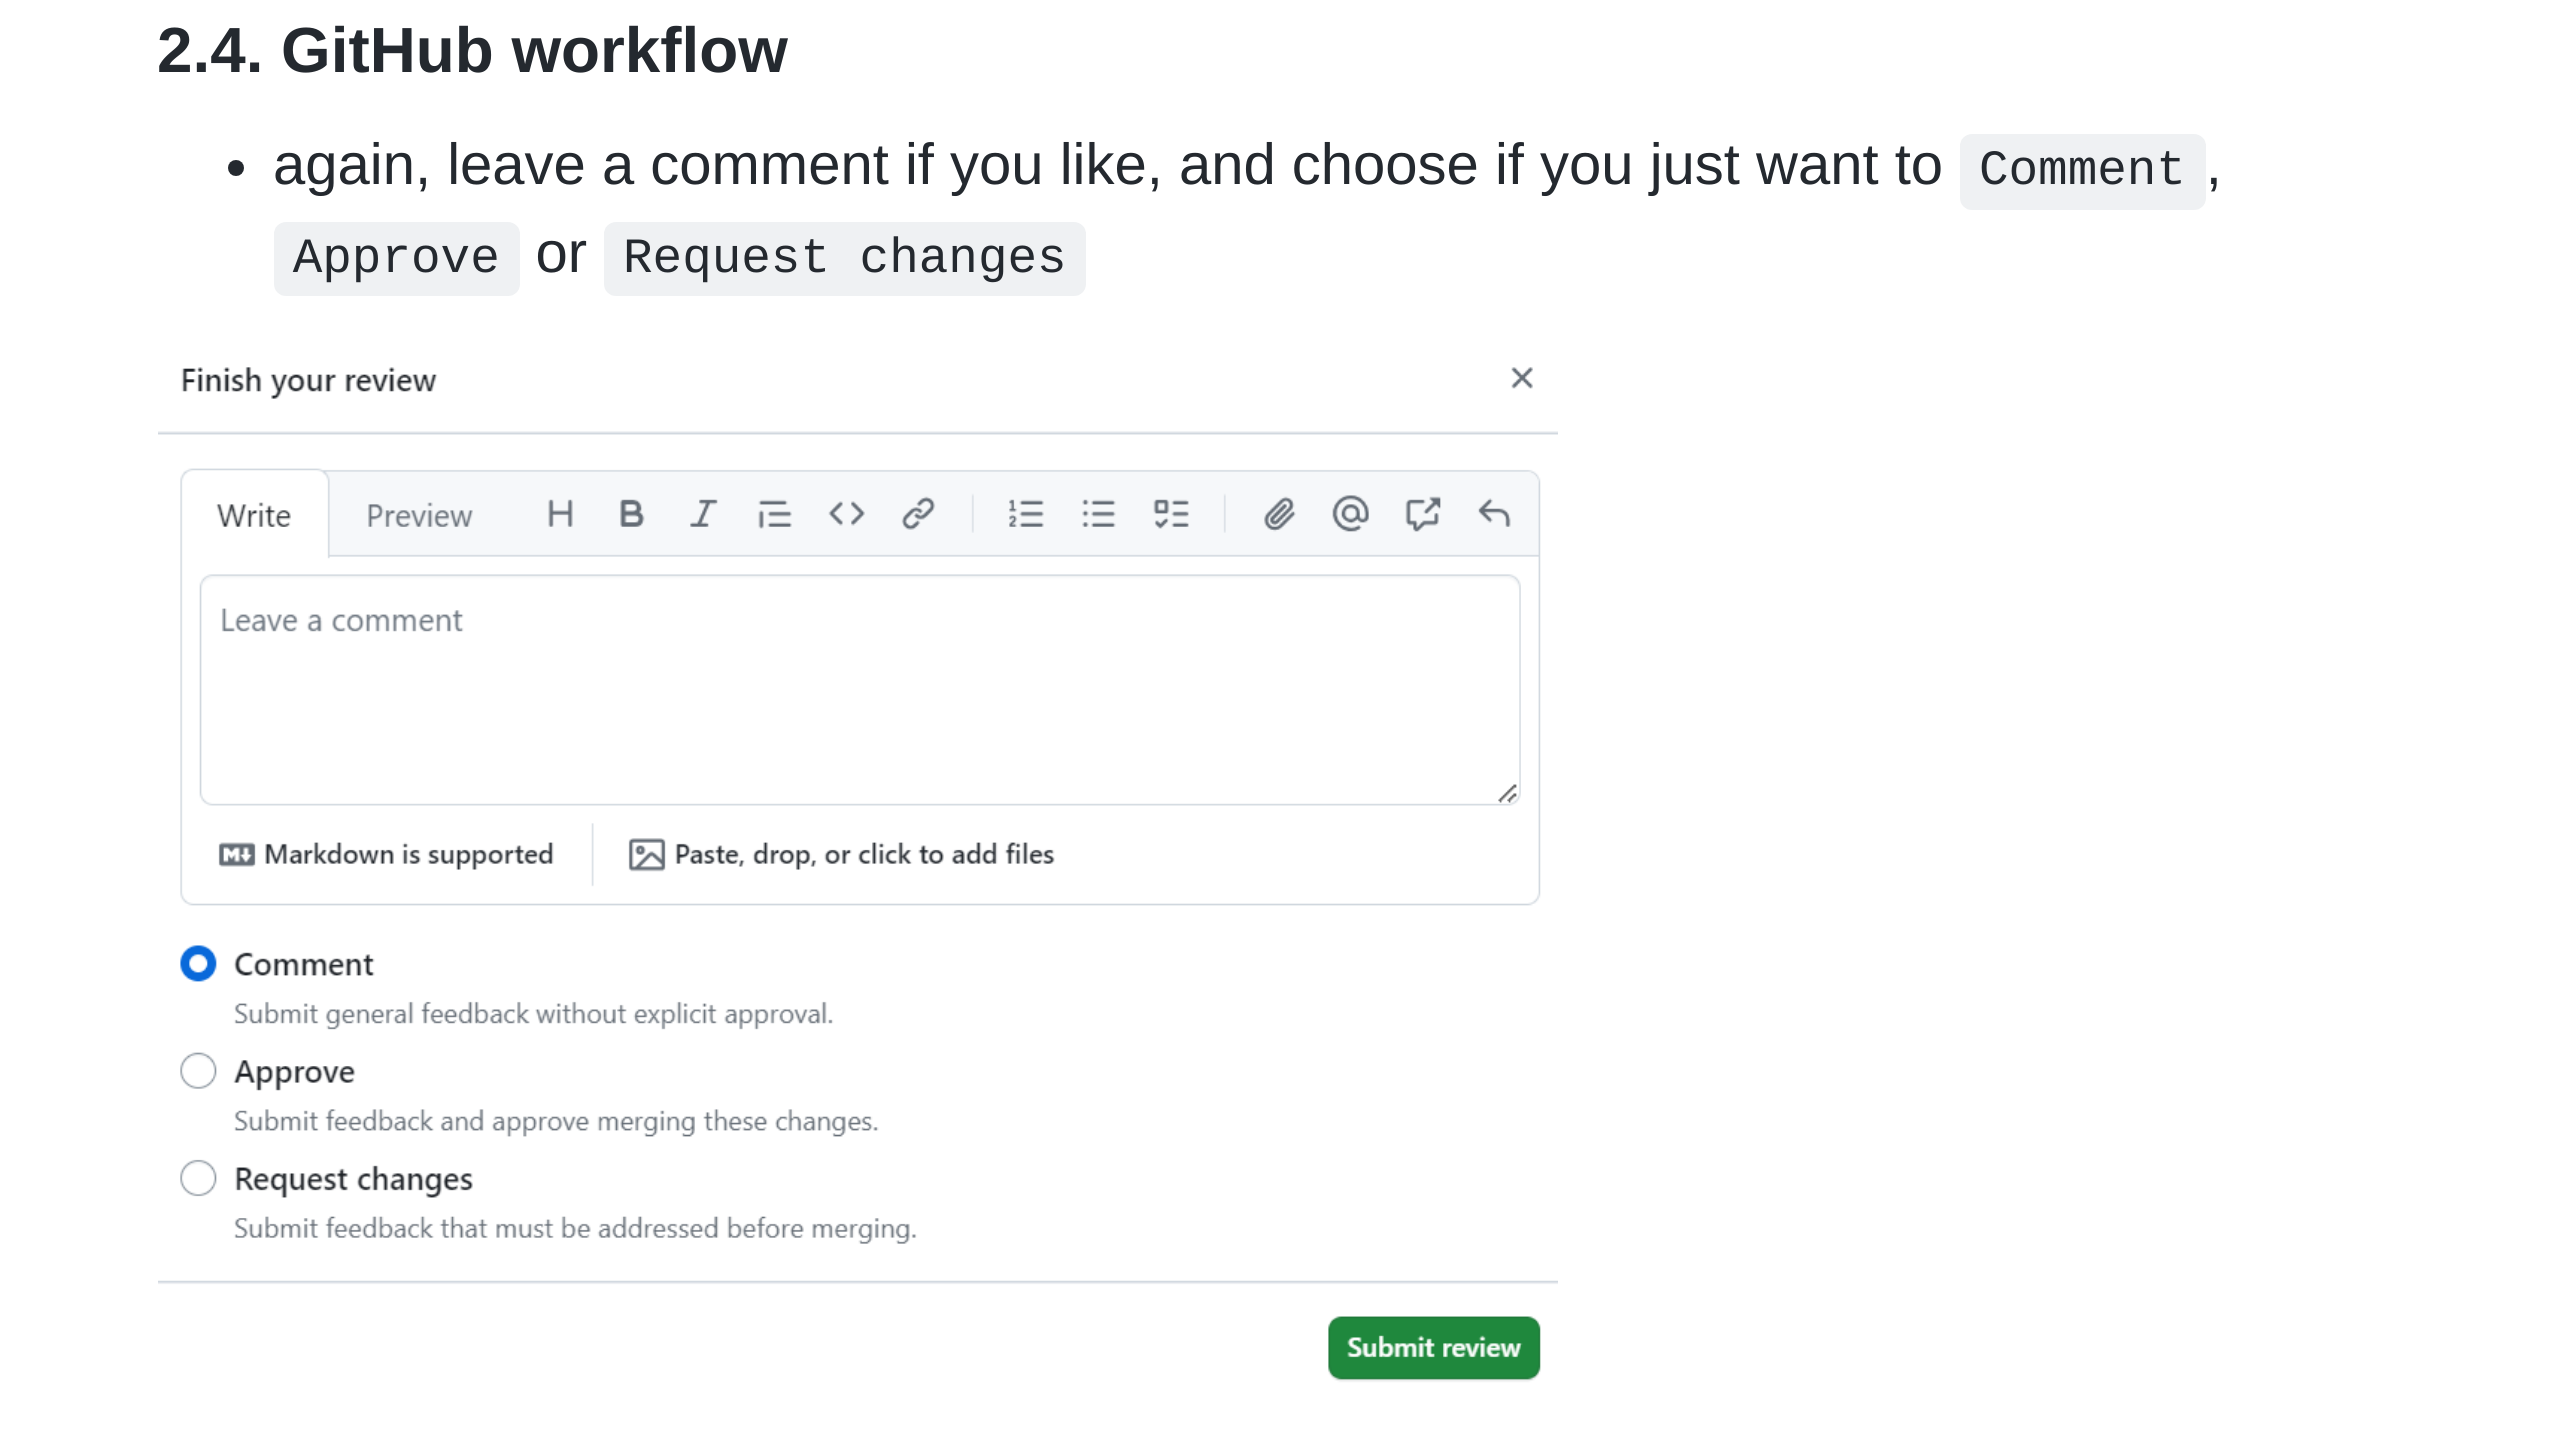 2.4. GitHub workflow
• again, leave a comment if you like, and choose if you just want to Comment,
Approve or Request changes
Finish your review
Write Preview
Leave a comment
Markdown is supported Paste, drop, or click to add files
Comment
Submit general feedback without explicit approval.
Approve
Submit feedback and approve merging these changes.
Request changes
Submit feedback that must be addressed before merging.
Submit review